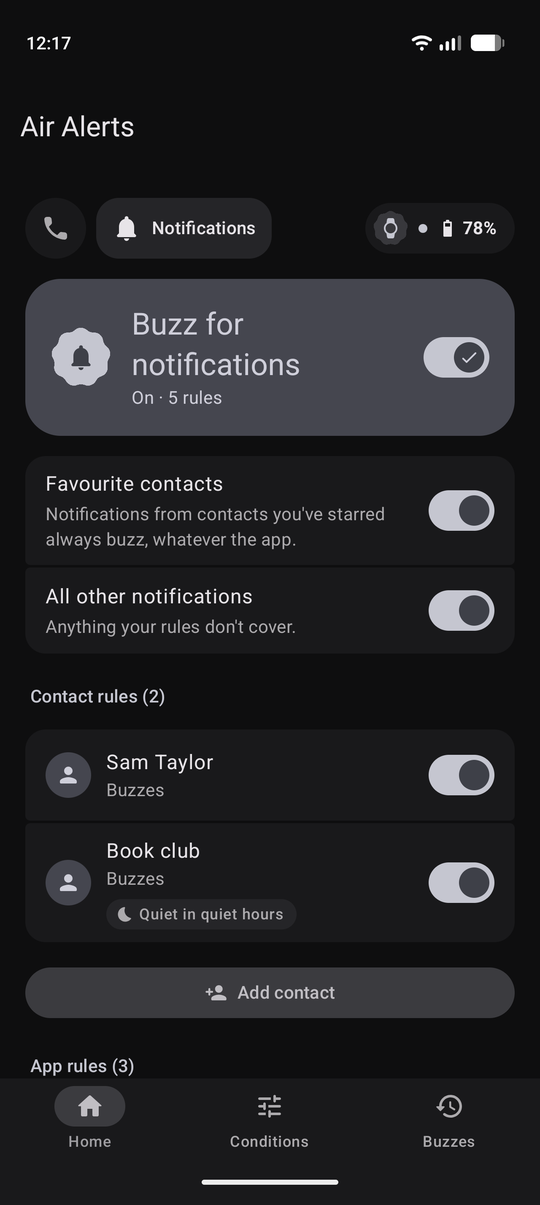 12:17
Air Alerts
Notifications
78%
Buzz for
notifications
On · 5 rules
Favourite contacts
Notifications from contacts you've starred
always buzz, whatever the app.
All other notifications
Anything your rules don't cover.
Contact rules (2)
Sam Taylor
Buzzes
Book club
Buzzes
Quiet in quiet hours
Add contact
App rules (3)
Home
Conditions
Buzzes